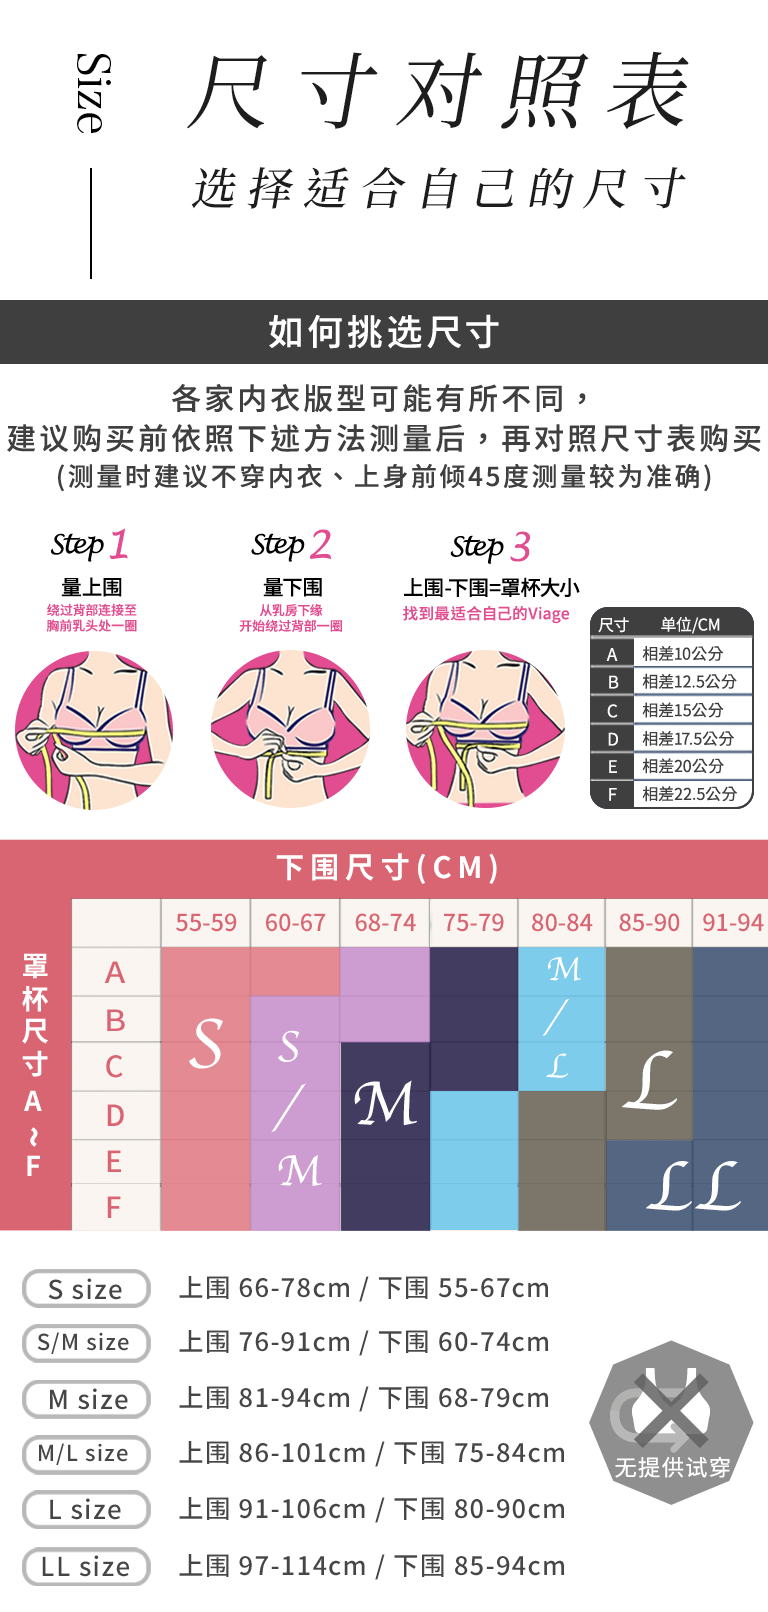 Size
尺寸对照表
选择适合自己的尺寸
如何挑选尺寸
各家内衣版型可能有所不同，
建议购买前依照下述方法测量后，再对照尺寸表购买
(测量时建议不穿内衣、上身前倾45度测量较为准确)
Step 1
量上围
绕过背部连接至
胸前乳头处一圈
Step 2
量下围
从乳房下缘
开始绕过背部一圈
Step 3
上围-下围=罩杯大小
找到最适合自己的Viage
尺寸 单位/CM
A 相差10公分
B 相差12.5公分
C 相差15公分
D 相差17.5公分
E 相差20公分
F 相差22.5公分
下围尺寸(CM)
55-59 60-67 68-74 75-79 80-84 85-90 91-94
罩杯尺寸A~F
A
B
C
D
E
F
S
S/M
M
M/L
L
LL
S size 上围 66-78cm / 下围 55-67cm
S/M size 上围 76-91cm / 下围 60-74cm
M size 上围 81-94cm / 下围 68-79cm
M/L size 上围 86-101cm / 下围 75-84cm
L size 上围 91-106cm / 下围 80-90cm
LL size 上围 97-114cm / 下围 85-94cm
无提供试穿